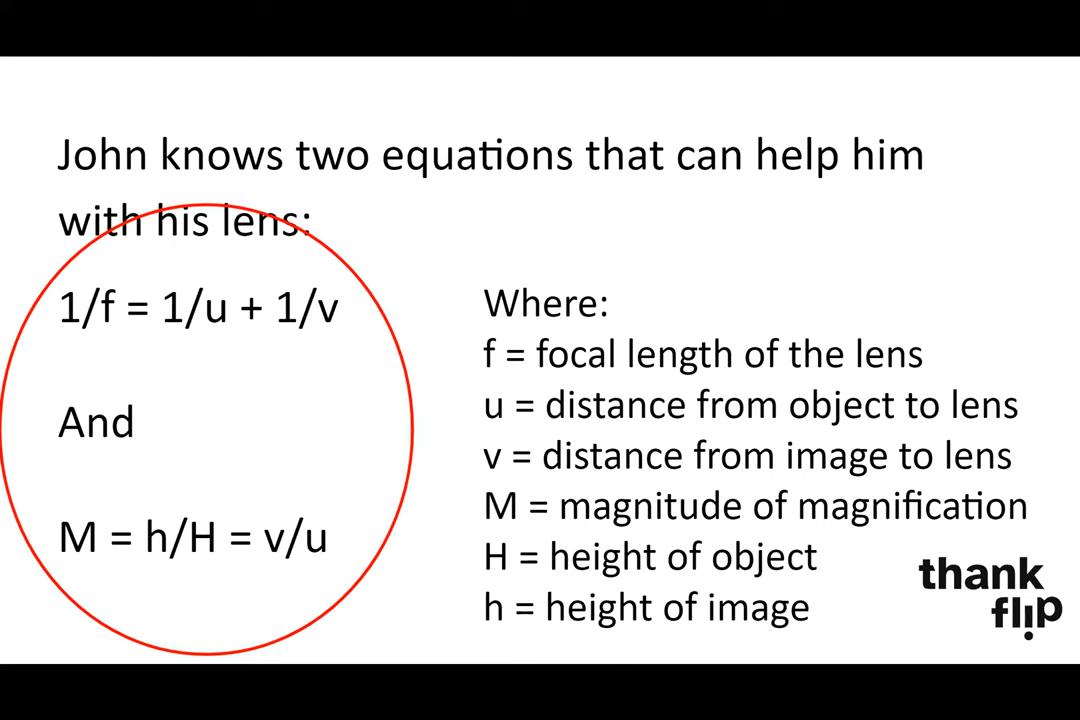 John knows two equations that can help him
with his lens:
1/f = 1/u + 1/v
And
M = h/H = v/u
Where:
f = focal length of the lens
u = distance from object to lens
v = distance from image to lens
M = magnitude of magnification
H = height of object
h = height of image
thank
flip